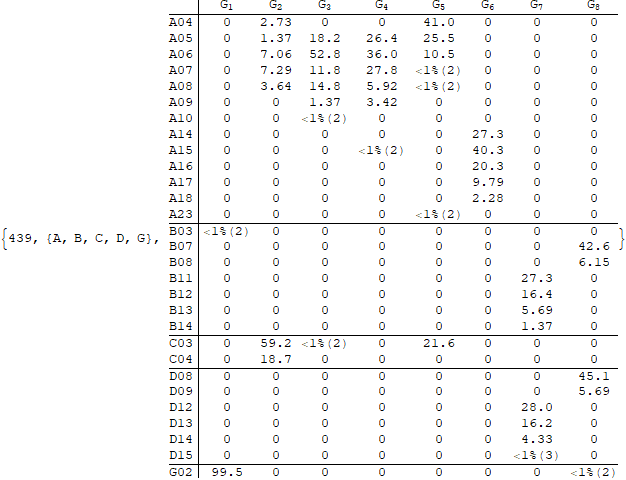 G₁ G₂ G₃ G₄ G₅ G₆ G₇ G₈
A04 0 2.73 0 0 41.0 0 0 0
A05 0 1.37 18.2 26.4 25.5 0 0 0
A06 0 7.06 52.8 36.0 10.5 0 0 0
A07 0 7.29 11.8 27.8 <1%(2) 0 0 0
A08 0 3.64 14.8 5.92 <1%(2) 0 0 0
A09 0 0 1.37 3.42 0 0 0 0
A10 0 0 <1%(2) 0 0 0 0 0
A14 0 0 0 0 0 27.3 0 0
A15 0 0 0 <1%(2) 0 40.3 0 0
A16 0 0 0 0 0 20.3 0 0
A17 0 0 0 0 0 9.79 0 0
A18 0 0 0 0 0 2.28 0 0
A23 0 0 0 0 <1%(2) 0 0 0
{439, {A, B, C, D, G}, B03 <1%(2) 0 0 0 0 0 0 0 }
B07 0 0 0 0 0 0 0 42.6
B08 0 0 0 0 0 0 0 6.15
B11 0 0 0 0 0 0 27.3 0
B12 0 0 0 0 0 0 16.4 0
B13 0 0 0 0 0 0 5.69 0
B14 0 0 0 0 0 0 1.37 0
C03 0 59.2 <1%(2) 0 21.6 0 0 0
C04 0 18.7 0 0 0 0 0 0
D08 0 0 0 0 0 0 0 45.1
D09 0 0 0 0 0 0 0 5.69
D12 0 0 0 0 0 0 28.0 0
D13 0 0 0 0 0 0 16.2 0
D14 0 0 0 0 0 0 4.33 0
D15 0 0 0 0 0 0 <1%(3) 0
G02 99.5 0 0 0 0 0 0 <1%(2)